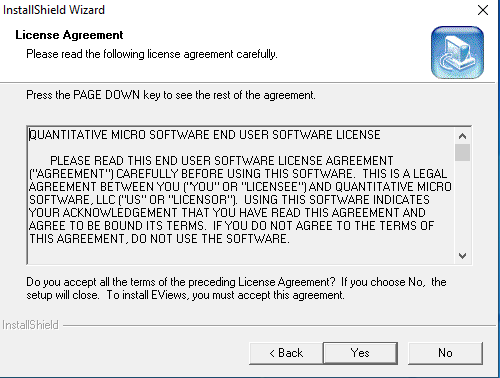 InstallShield Wizard
License Agreement
Please read the following license agreement carefully.
Press the PAGE DOWN key to see the rest of the agreement.
QUANTITATIVE MICRO SOFTWARE END USER SOFTWARE LICENSE
PLEASE READ THIS END USER SOFTWARE LICENSE AGREEMENT
("AGREEMENT") CAREFULLY BEFORE USING THIS SOFTWARE. THIS IS A LEGAL
AGREEMENT BETWEEN YOU ("YOU" OR "LICENSEE") AND QUANTITATIVE MICRO
SOFTWARE, LLC ("US" OR "LICENSOR"). USING THIS SOFTWARE INDICATES
YOUR ACKNOWLEDGEMENT THAT YOU HAVE READ THIS AGREEMENT AND
AGREE TO BE BOUND ITS TERMS. IF YOU DO NOT AGREE TO THE TERMS OF
THIS AGREEMENT, DO NOT USE THE SOFTWARE.
Do you accept all the terms of the preceding License Agreement? If you choose No, the
setup will close. To install EViews, you must accept this agreement.
InstallShield
< Back Yes No